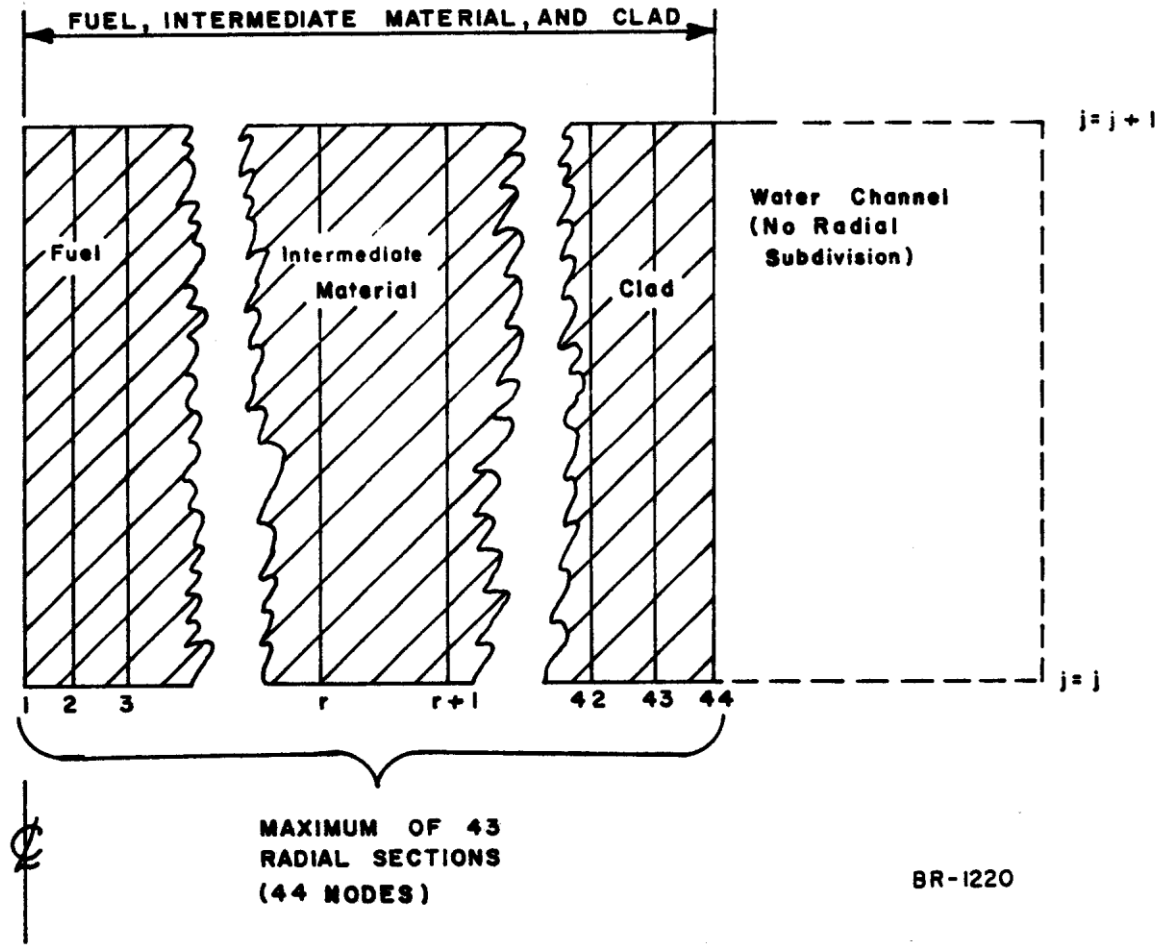 FUEL, INTERMEDIATE MATERIAL, AND CLAD
j= j + 1
Water Channel
(No Radial
Subdivision)
Fuel
Intermediate
Material
Clad
j= j
1 2 3 r r+1 42 43 44
MAXIMUM OF 43
RADIAL SECTIONS
(44 NODES)
℄
BR-1220